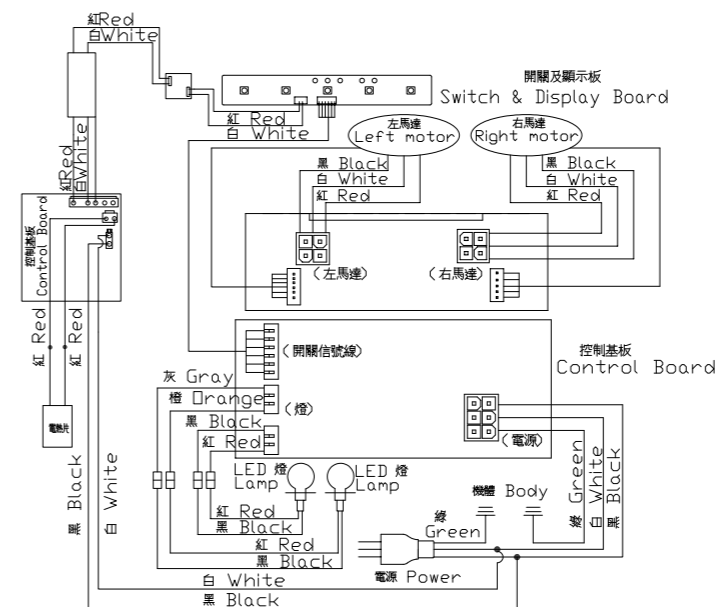 紅Red
白White
開關及顯示板
Switch & Display Board
紅 Red
白 White
左馬達
Left motor
右馬達
Right motor
黑 Black
白 White
紅 Red
黑 Black
白 White
紅 Red
紅Red
白White
控制基板
Control Board
(左馬達)
(右馬達)
紅 Red
紅 Red
(開關信號線)
控制基板
Control Board
灰 Gray
橙 Orange
(燈)
黑 Black
紅 Red
(電源)
電熱片
LED 燈
Lamp
LED 燈
Lamp
機體 Body
黑 Black
白 White
紅 Red
黑 Black
綠
Green
綠 Green
白 White
黑 Black
紅 Red
黑 Black
電源 Power
白 White
黑 Black